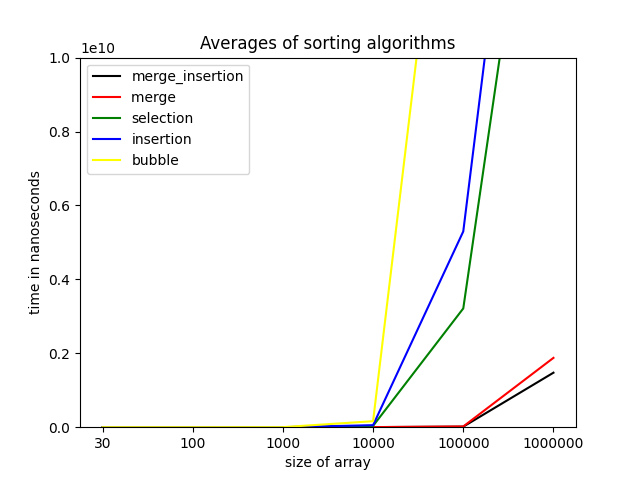 Averages of sorting algorithms
1e10
merge_insertion
merge
selection
insertion
bubble
time in nanoseconds
1.0
0.8
0.6
0.4
0.2
0.0
30 100 1000 10000 100000 1000000
size of array